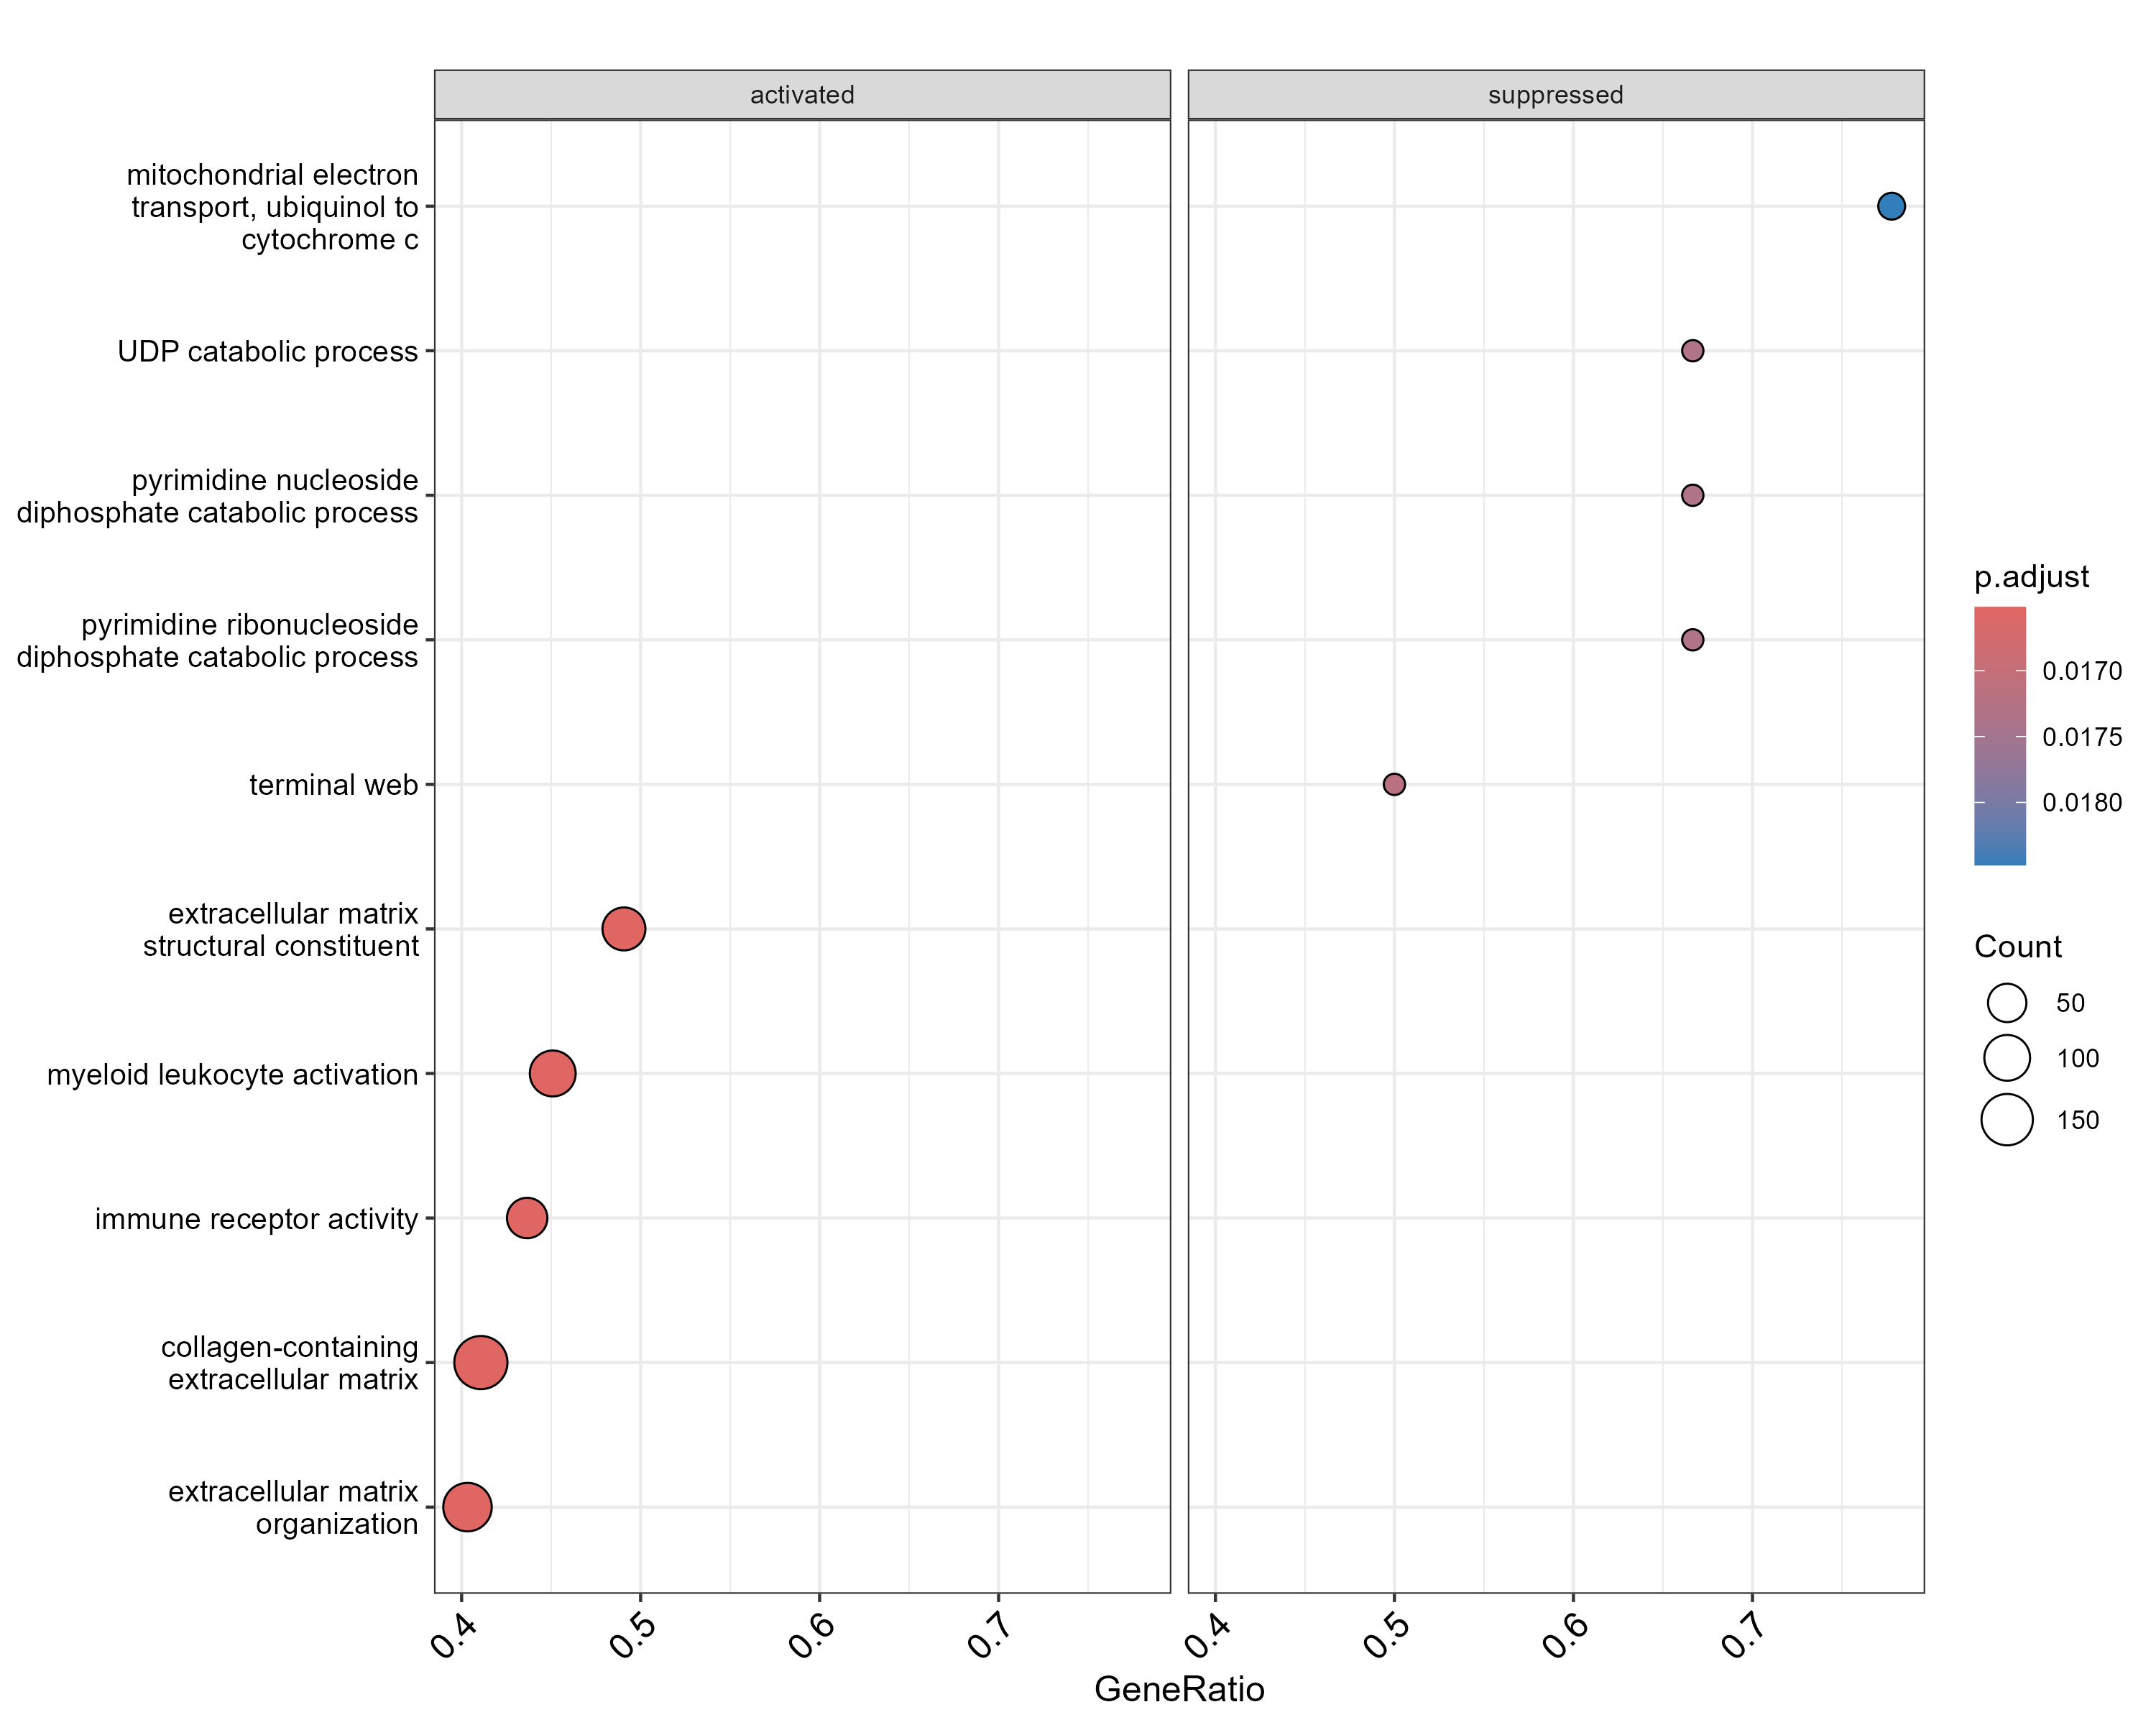 activated
suppressed
mitochondrial electron
transport, ubiquinol to
cytochrome c
UDP catabolic process
pyrimidine nucleoside
diphosphate catabolic process
pyrimidine ribonucleoside
diphosphate catabolic process
terminal web
extracellular matrix
structural constituent
myeloid leukocyte activation
immune receptor activity
collagen-containing
extracellular matrix
extracellular matrix
organization
0.4 0.5 0.6 0.7
0.4 0.5 0.6 0.7
GeneRatio
p.adjust
0.0170
0.0175
0.0180
Count
50
100
150